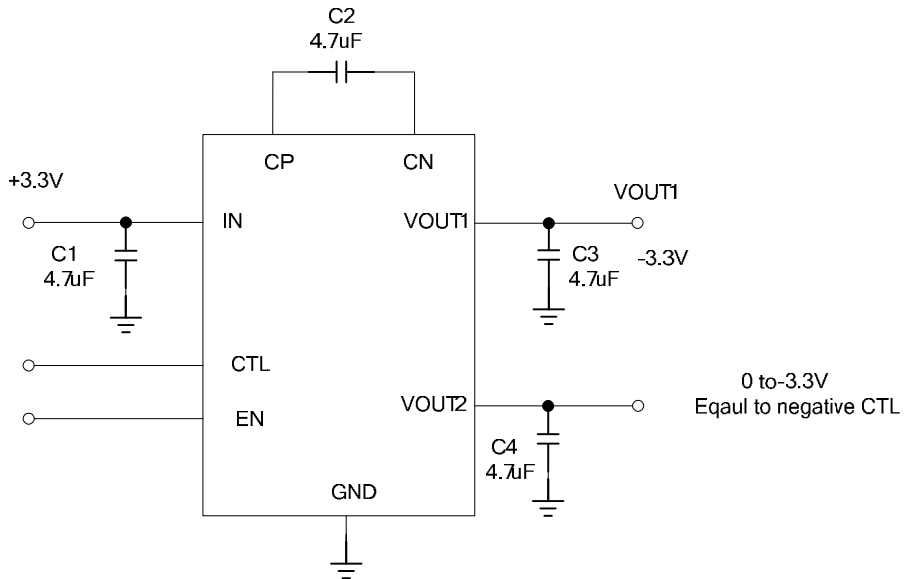 C2
4.7uF
CP
CN
+3.3V
IN
VOUT1
VOUT1
C1
4.7uF
C3
4.7uF
-3.3V
CTL
EN
VOUT2
0 to-3.3V
Eqaul to negative CTL
C4
4.7uF
GND